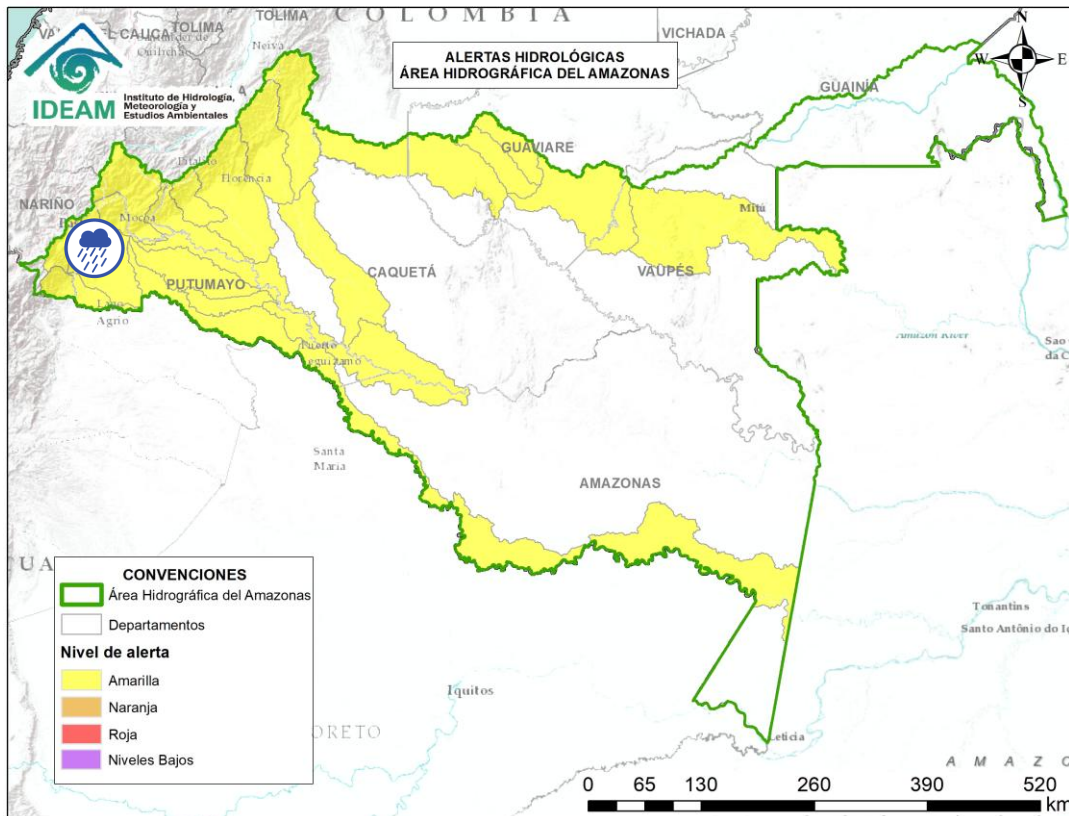 COLOMBIA
TOLIMA
TOLIMA
Neiva
VICHADA
IDEAM
Instituto de Hidrología,
Meteorología y
Estudios Ambientales
ALERTAS HIDROLÓGICAS
ÁREA HIDROGRÁFICA DEL AMAZONAS
N
W
E
S
GUAINÍA
GUAVIARE
Florencia
NARIÑO
Mocoa
Mitú
CAQUETÁ
VAUPÉS
PUTUMAYO
Lago
Agrio
Puerto
Leguízamo
Amazon River
Santa
María
AMAZONAS
CONVENCIONES
Área Hidrográfica del Amazonas
Departamentos
Nivel de alerta
Amarilla
Naranja
Roja
Niveles Bajos
Tonantins
Santo Antônio do
Iquitos
Leticia
0 65 130 260 390 520
km